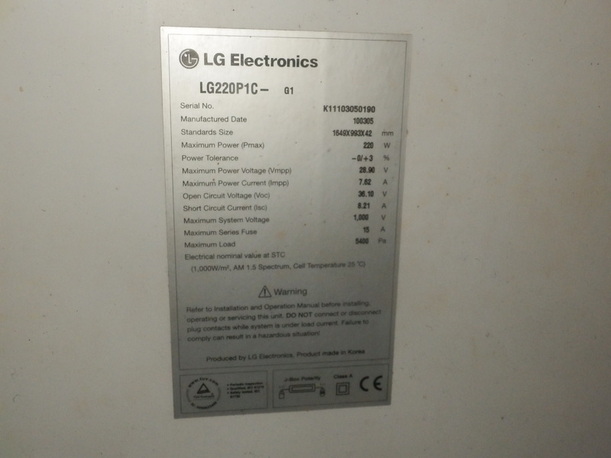 LG Electronics
LG220P1C- G1
Serial No. K11103050190
Manufactured Date 100305
Standards Size 1649X993X42 mm
Maximum Power (Pmax) 220 W
Power Tolerance -0/+3 %
Maximum Power Voltage (Vmpp) 28.90 V
Maximum Power Current (Impp) 7.62 A
Open Circuit Voltage (Voc) 36.10 V
Short Circuit Current (Isc) 8.21 A
Maximum System Voltage 1,000 V
Maximum Series Fuse 15 A
Maximum Load 5400 Pa
Electrical nominal value at STC
(1,000W/m², AM 1.5 Spectrum, Cell Temperature 25 ℃)
Warning
Refer to Installation and Operation Manual before installing,
operating or servicing this unit. DO NOT connect or disconnect
plug contacts while system is under load current. Failure to
comply can result in a hazardous situation!
Produced by LG Electronics, Product made in Korea
J-Box Polarity Class II
CE